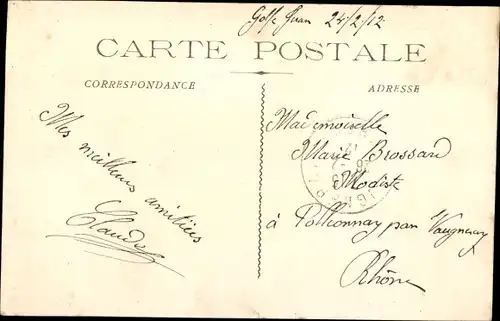 Golfe Juan 24/2/12
CARTE POSTALE
CORRESPONDANCE
ADRESSE
Mes meilleures amitiés
Claude
Mademoiselle
Marie Brossard
Modiste
à Pollionnay par Vaugneray
Rhône